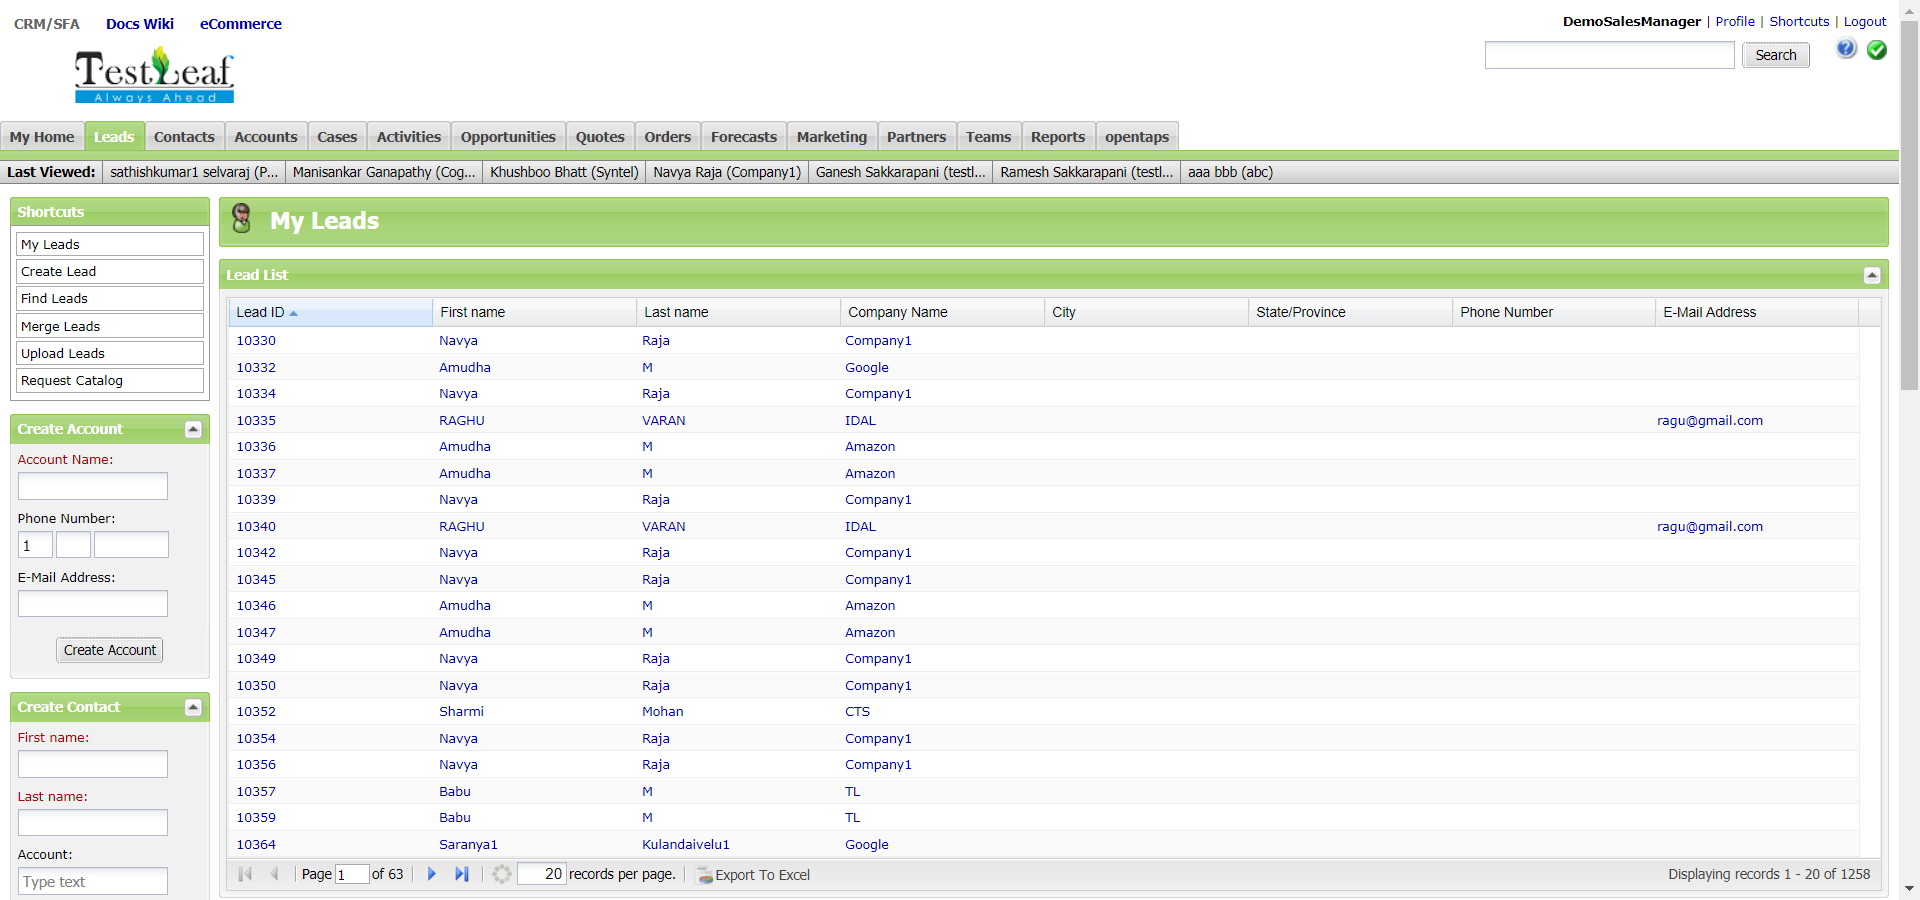 CRM/SFA Docs Wiki eCommerce
DemoSalesManager | Profile | Shortcuts | Logout
Search
TestLeaf
Always Ahead
My Home Leads Contacts Accounts Cases Activities Opportunities Quotes Orders Forecasts Marketing Partners Teams Reports opentaps
Last Viewed: sathishkumar1 selvaraj (P... Manisankar Ganapathy (Cog... Khushboo Bhatt (Syntel) Navya Raja (Company1) Ganesh Sakkarapani (testl... Ramesh Sakkarapani (testl... aaa bbb (abc)
Shortcuts
My Leads
Create Lead
Find Leads
Merge Leads
Upload Leads
Request Catalog
Create Account
Account Name:
Phone Number:
1
E-Mail Address:
Create Account
Create Contact
First name:
Last name:
Account:
Type text
My Leads
Lead List
Lead ID First name Last name Company Name City State/Province Phone Number E-Mail Address
10330 Navya Raja Company1
10332 Amudha M Google
10334 Navya Raja Company1
10335 RAGHU VARAN IDAL ragu@gmail.com
10336 Amudha M Amazon
10337 Amudha M Amazon
10339 Navya Raja Company1
10340 RAGHU VARAN IDAL ragu@gmail.com
10342 Navya Raja Company1
10345 Navya Raja Company1
10346 Amudha M Amazon
10347 Amudha M Amazon
10349 Navya Raja Company1
10350 Navya Raja Company1
10352 Sharmi Mohan CTS
10354 Navya Raja Company1
10356 Navya Raja Company1
10357 Babu M TL
10359 Babu M TL
10364 Saranya1 Kulandaivelu1 Google
Page 1 of 63 20 records per page. Export To Excel Displaying records 1 - 20 of 1258